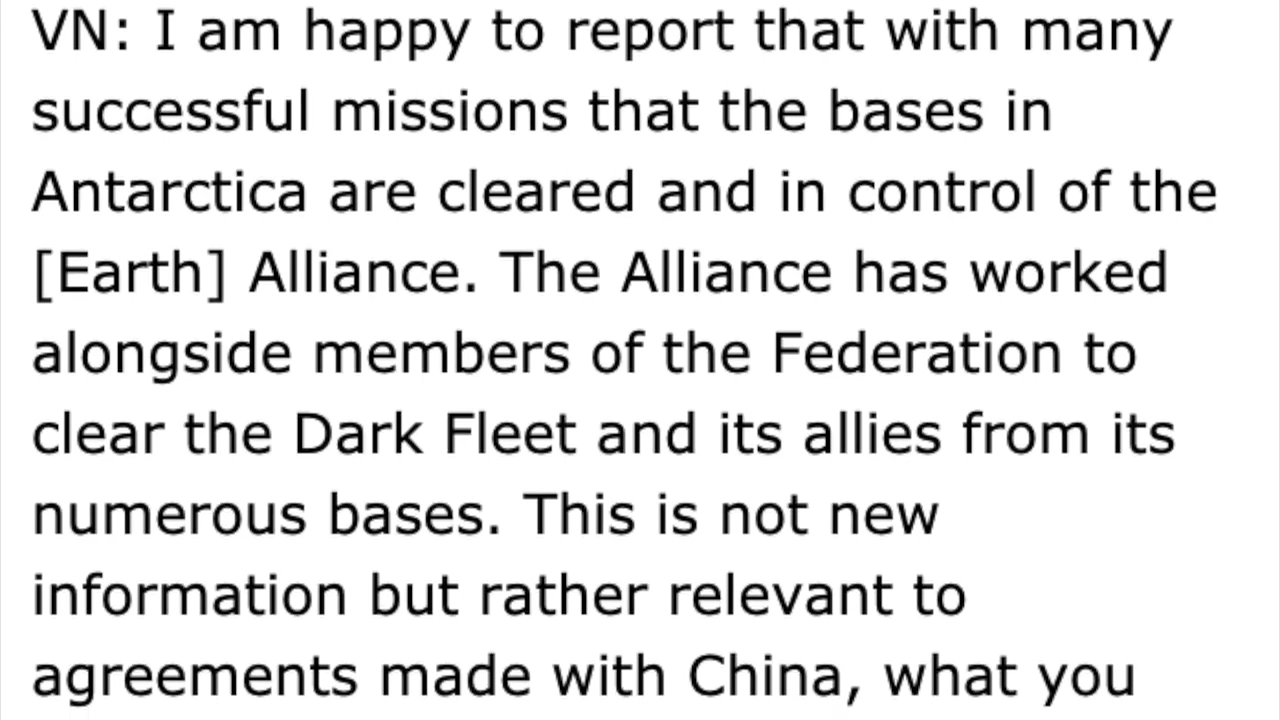 VN: I am happy to report that with many
successful missions that the bases in
Antarctica are cleared and in control of the
[Earth] Alliance. The Alliance has worked
alongside members of the Federation to
clear the Dark Fleet and its allies from its
numerous bases. This is not new
information but rather relevant to
agreements made with China, what you